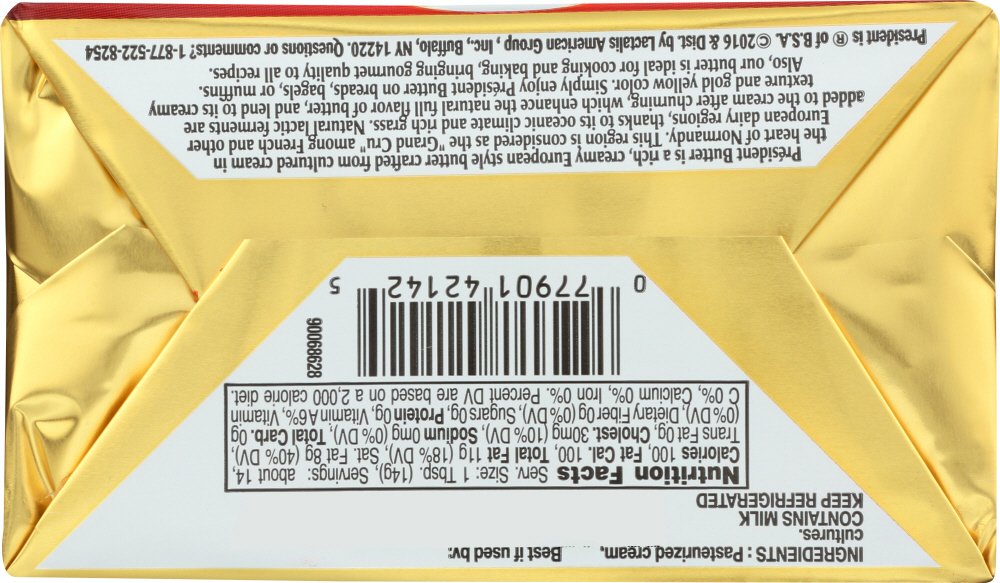 INGREDIENTS : Pasteurized cream, Best if used by:
cultures.
CONTAINS MILK
KEEP REFRIGERATED
Nutrition Facts Serv. Size: 1 Tbsp. (14g), Servings: about 14,
Calories 100, Fat Cal. 100, Total Fat 11g (18% DV), Sat. Fat 8g (40% DV),
Trans Fat 0g, Cholest. 30mg (10% DV), Sodium 0mg (0% DV), Total Carb. 0g
(0% DV), Dietary Fiber 0g (0% DV), Sugars 0g, Protein 0g, Vitamin A 6%, Vitamin
C 0%, Calcium 0%, Iron 0%. Percent DV are based on a 2,000 calorie diet.
90068628
0 77901 42142 5
Président Butter is a rich, creamy European style butter crafted from cultured cream in
the heart of Normandy. This region is considered as the "Grand Cru" among French and other
European dairy regions, thanks to its oceanic climate and rich grass. Natural lactic ferments are
added to the cream after churning, which enhance the natural full flavor of butter, and lend to its creamy
texture and gold yellow color. Simply enjoy Président Butter on breads, bagels, or muffins.
Also, our butter is ideal for cooking and baking, bringing gourmet quality to all recipes.
President is ® of B.S.A. ©2016 & Dist. by Lactalis American Group , Inc., Buffalo, NY 14220. Questions or comments? 1-877-522-8254